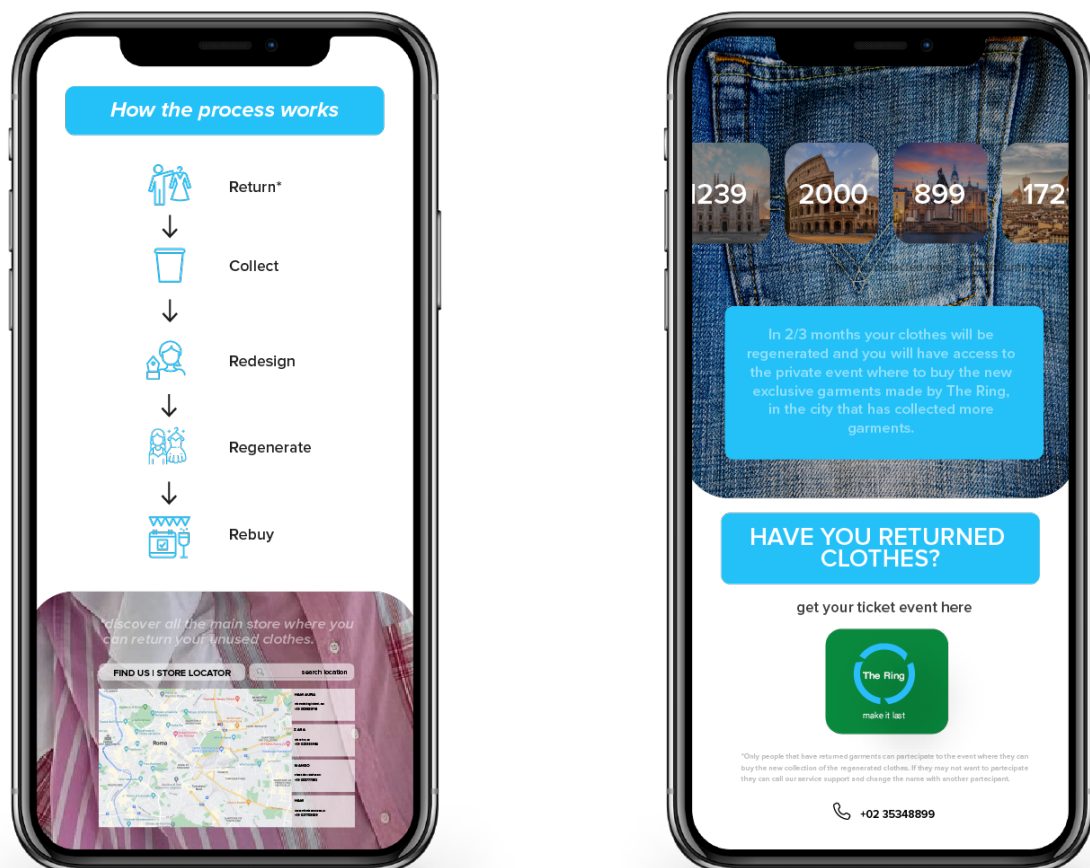 How the process works
Return*
Collect
Redesign
Regenerate
Rebuy
*discover all the main store where you
can return your unused clothes.
FIND US | STORE LOCATOR
search location
Roma
ZARA
MANGO
H&M
1239
2000
899
172
collected more
In 2/3 months your clothes will be
regenerated and you will have access to
the private event where to buy the new
exclusive garments made by The Ring,
in the city that has collected more
garments.
HAVE YOU RETURNED
CLOTHES?
get your ticket event here
The Ring
make it last
*Only people that have returned garments can partecipate to the event where they can
buy the new collection of the regenerated clothes. If they may not want to partecipate
they can call our service support and change the name with another partecipant.
+02 35348899